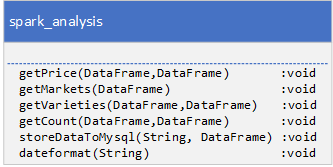 spark_analysis
getPrice(DataFrame,DataFrame) :void
getMarkets(DataFrame) :void
getVarieties(DataFrame,DataFrame) :void
getCount(DataFrame,DataFrame) :void
storeDataToMysql(String, DataFrame) :void
dateformat(String) :void